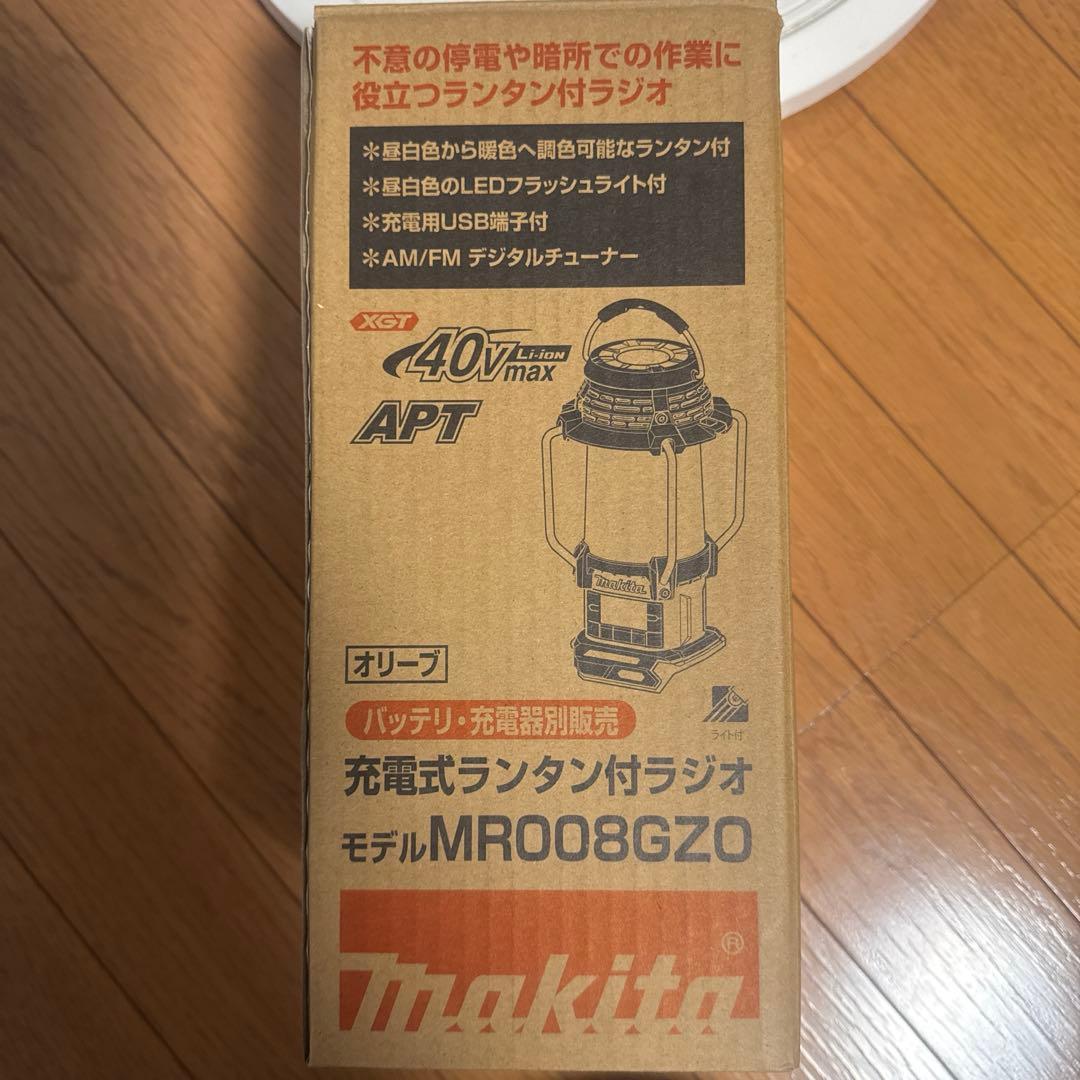 不意の停電や暗所での作業に
役立つランタン付ラジオ
＊昼白色から暖色へ調色可能なランタン付
＊昼白色のLEDフラッシュライト付
＊充電用USB端子付
＊AM/FM デジタルチューナー
XGT
40Vmax Li-ion
APT
makita
オリーブ
ライト付
バッテリ・充電器別販売
充電式ランタン付ラジオ
モデルMR008GZO
makita®